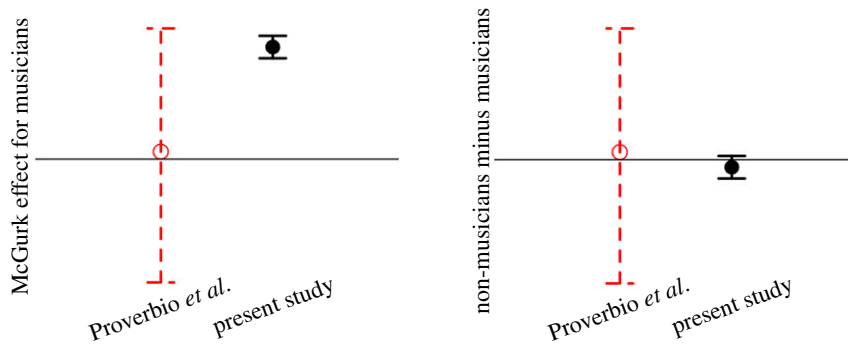 McGurk effect for musicians
Proverbio et al.
present study
non-musicians minus musicians
Proverbio et al.
present study